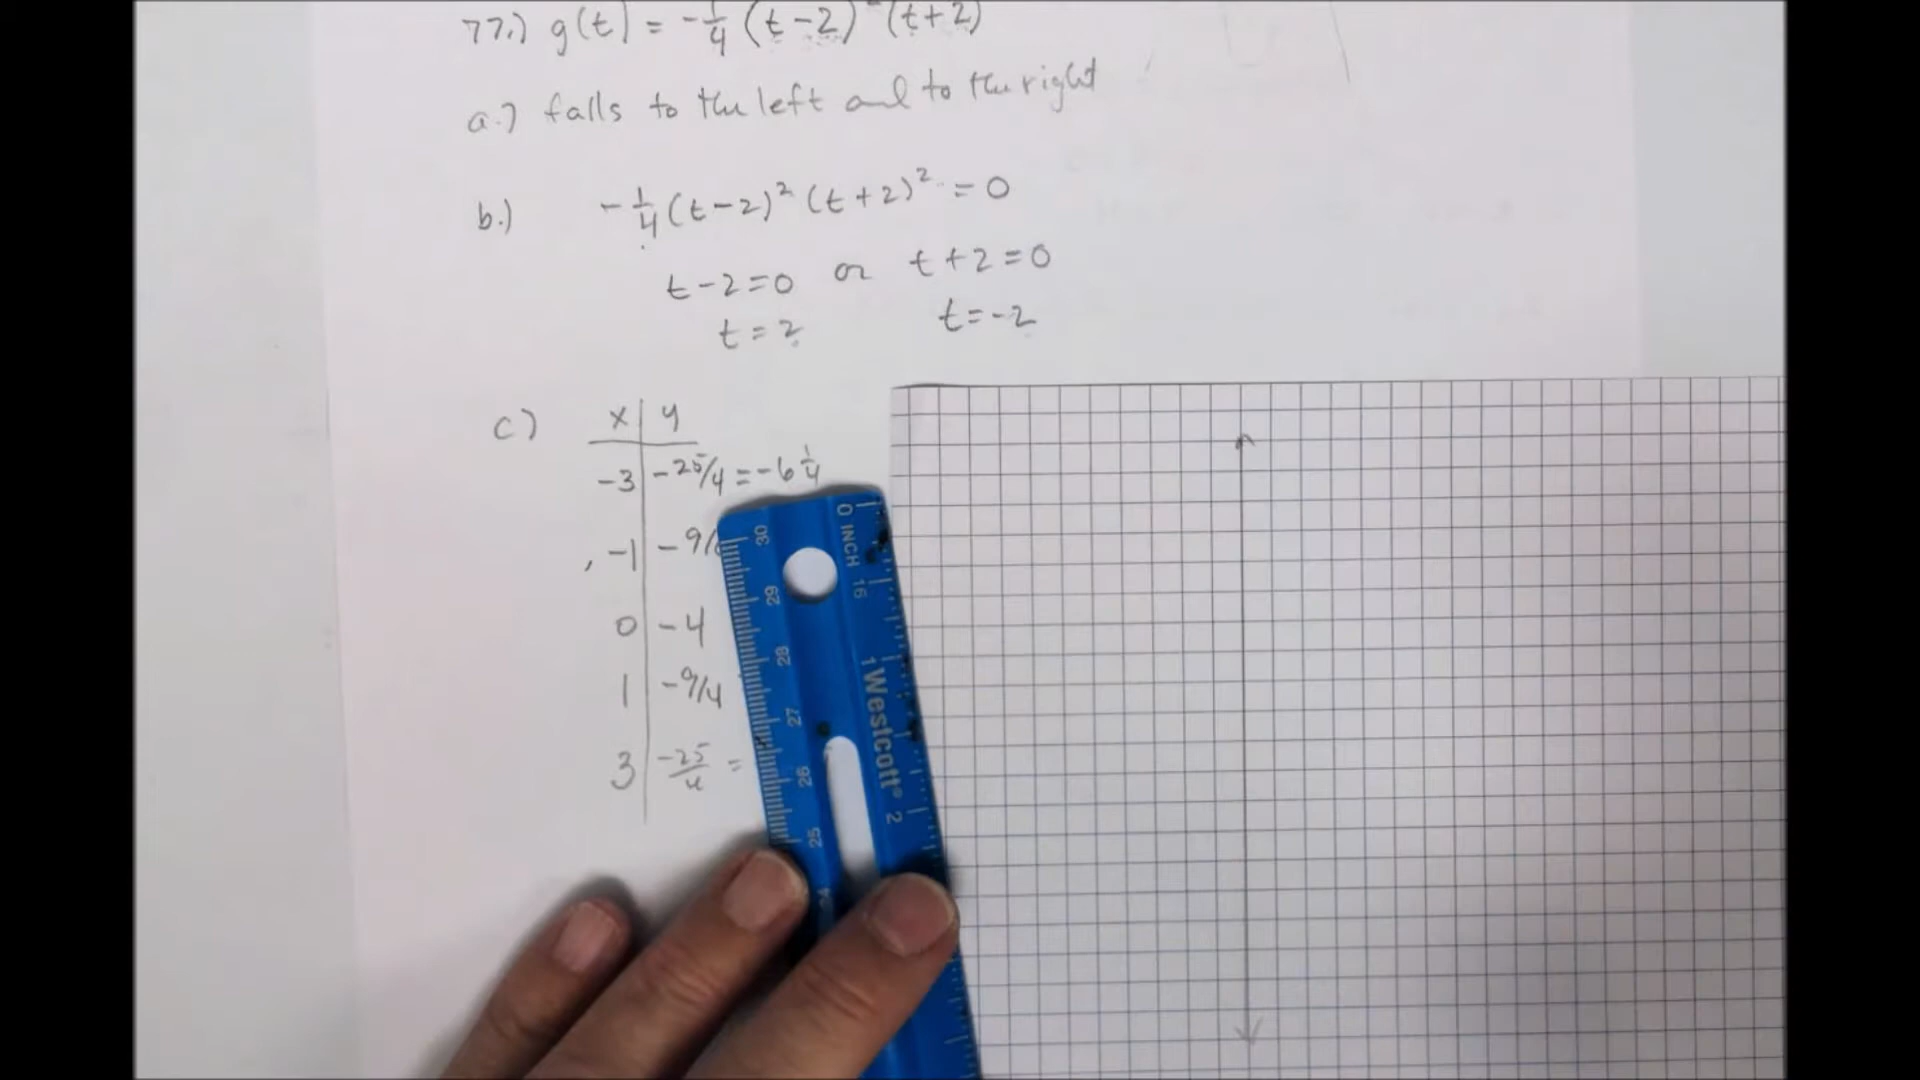 77.) g(t) = -1/4 (t-2)² (t+2)
a.) falls to the left and to the right
b.) -1/4 (t-2)² (t+2)² = 0
t-2=0 or t+2=0
t=2 t=-2
c.) x | y
-3 | -25/4 = -6 1/4
-1 | -9/
0 | -4
1 | -9/4
3 | -25/4 =
0 INCH 16 1 Westcott® 2
30 29 28 27 26 25